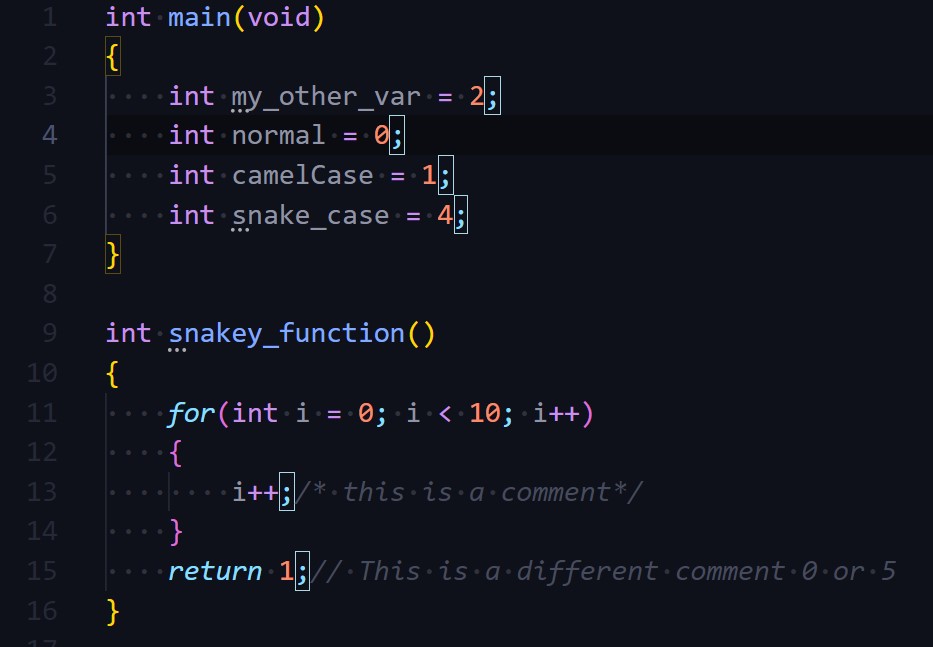 1 int main(void)
2 {
3     int my_other_var = 2;
4     int normal = 0;
5     int camelCase = 1;
6     int snake_case = 4;
7 }
8
9 int snakey_function()
10 {
11     for(int i = 0; i < 10; i++)
12     {
13         i++;/* this is a comment*/
14     }
15     return 1;// This is a different comment 0 or 5
16 }
17